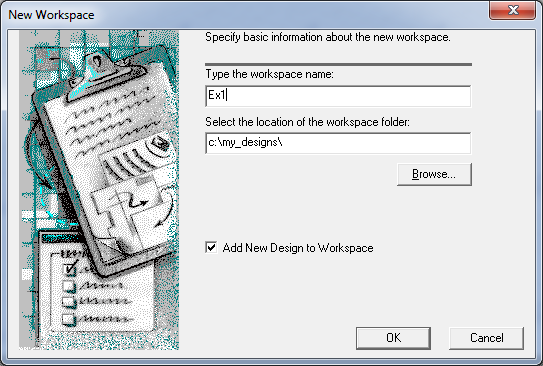 New Workspace
Specify basic information about the new workspace.
Type the workspace name:
Ex1
Select the location of the workspace folder:
c:\my_designs\
Browse...
Add New Design to Workspace
OK
Cancel